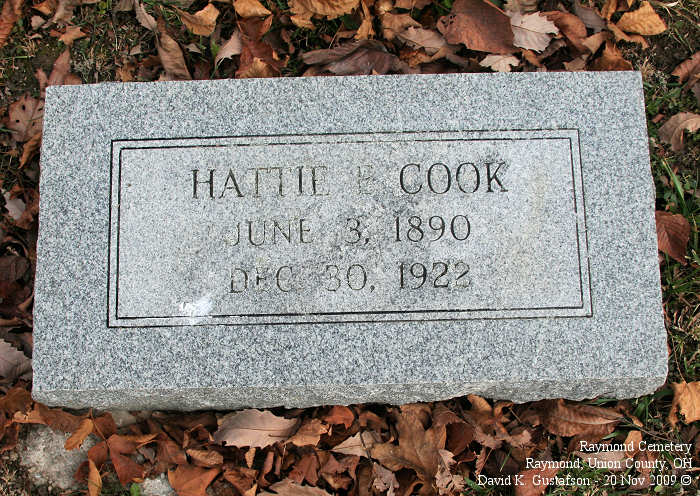 HATTIE E COOK
JUNE 3, 1890
DEC 30, 1922
Raymond Cemetery
Raymond, Union County, OH
David K. Gustafson - 20 Nov 2009 ©